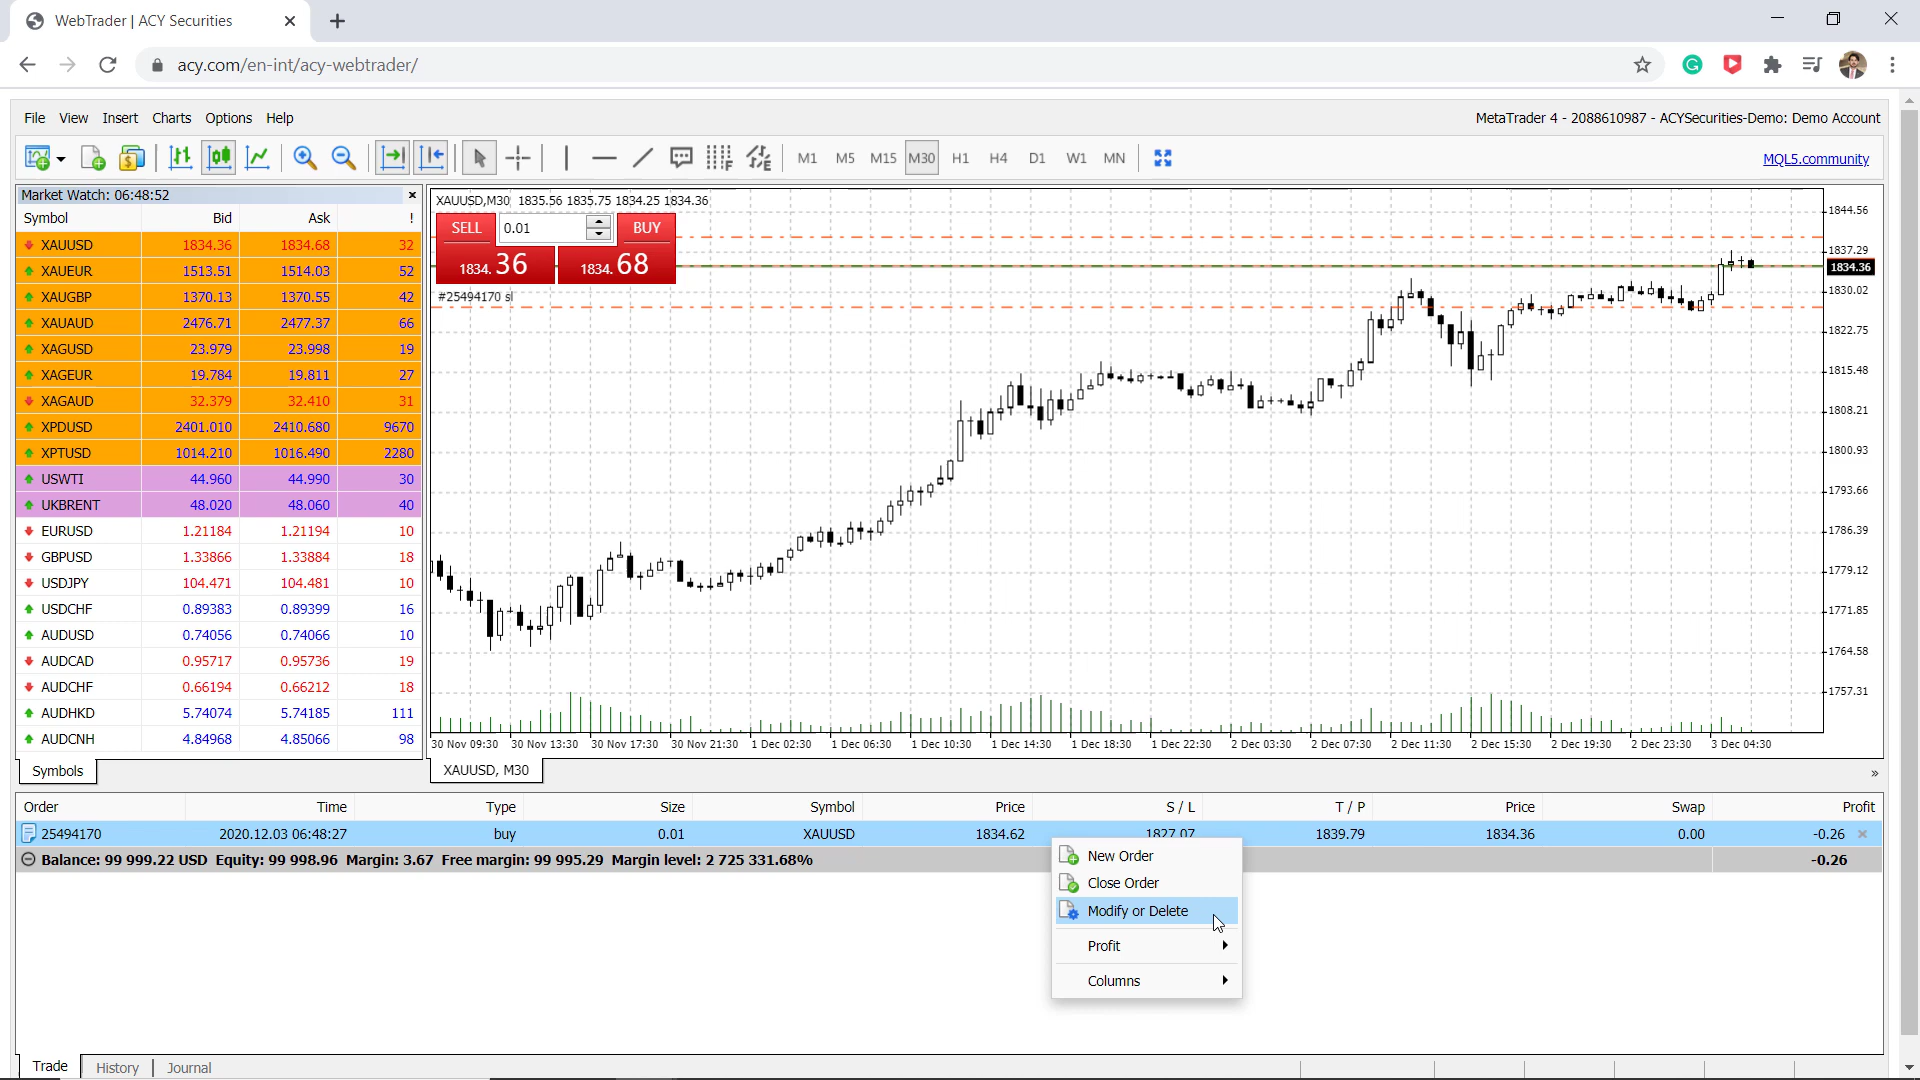 WebTrader | ACY Securities
acy.com/en-int/acy-webtrader/
File View Insert Charts Options Help
MetaTrader 4 - 2088610987 - ACYSecurities-Demo: Demo Account
M1 M5 M15 M30 H1 H4 D1 W1 MN
MQL5.community
Market Watch: 06:48:52
Symbol Bid Ask !
XAUUSD 1834.36 1834.68 32
XAUEUR 1513.51 1514.03 52
XAUGBP 1370.13 1370.55 42
XAUAUD 2476.71 2477.37 66
XAGUSD 23.979 23.998 19
XAGEUR 19.784 19.811 27
XAGAUD 32.379 32.410 31
XPDUSD 2401.010 2410.680 9670
XPTUSD 1014.210 1016.490 2280
USWTI 44.960 44.990 30
UKBRENT 48.020 48.060 40
EURUSD 1.21184 1.21194 10
GBPUSD 1.33866 1.33884 18
USDJPY 104.471 104.481 10
USDCHF 0.89383 0.89399 16
AUDUSD 0.74056 0.74066 10
AUDCAD 0.95717 0.95736 19
AUDCHF 0.66194 0.66212 18
AUDHKD 5.74074 5.74185 111
AUDCNH 4.84968 4.85066 98
Symbols
XAUUSD,M30 1835.56 1835.75 1834.25 1834.36
SELL 0.01 BUY
1834.36 1834.68
#25494170 sl
1844.56
1837.29
1834.36
1830.02
1822.75
1815.48
1808.21
1800.93
1793.66
1786.39
1779.12
1771.85
1764.58
1757.31
30 Nov 09:30 30 Nov 13:30 30 Nov 17:30 30 Nov 21:30 1 Dec 02:30 1 Dec 06:30 1 Dec 10:30 1 Dec 14:30 1 Dec 18:30 1 Dec 22:30 2 Dec 03:30 2 Dec 07:30 2 Dec 11:30 2 Dec 15:30 2 Dec 19:30 2 Dec 23:30 3 Dec 04:30
XAUUSD, M30
»
Order Time Type Size Symbol Price S / L T / P Price Swap Profit
25494170 2020.12.03 06:48:27 buy 0.01 XAUUSD 1834.62 1827.07 1839.79 1834.36 0.00 -0.26
Balance: 99 999.22 USD Equity: 99 998.96 Margin: 3.67 Free margin: 99 995.29 Margin level: 2 725 331.68% -0.26
New Order
Close Order
Modify or Delete
Profit
Columns
Trade History Journal